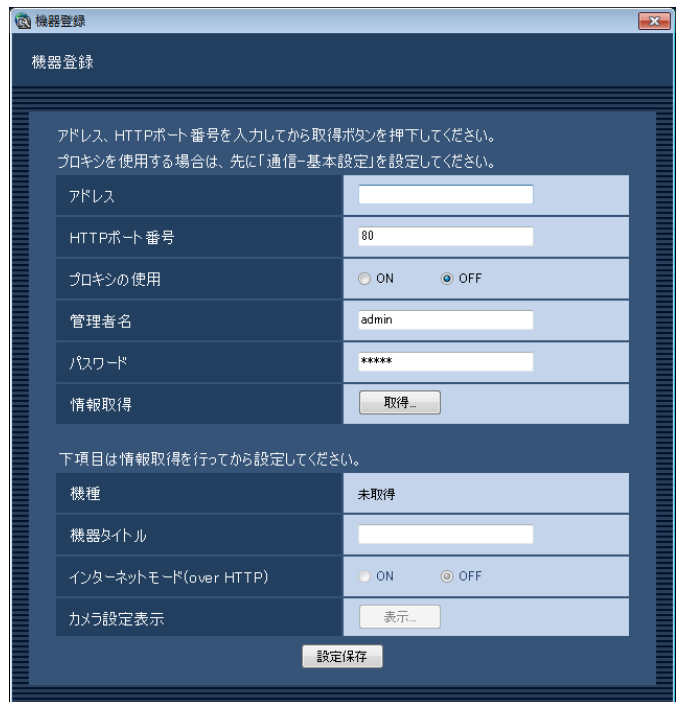 機器登録
機器登録
アドレス、HTTPポート番号を入力してから取得ボタンを押下してください。
プロキシを使用する場合は、先に「通信-基本設定」を設定してください。
アドレス
HTTPポート番号 80
プロキシの使用 ON OFF
管理者名 admin
パスワード *****
情報取得 取得...
下項目は情報取得を行ってから設定してください。
機種 未取得
機器タイトル
インターネットモード(over HTTP) ON OFF
カメラ設定表示 表示...
設定保存